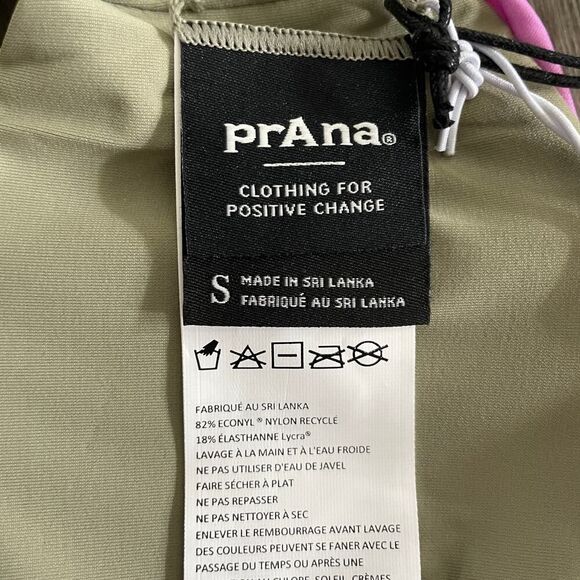 prAna®
CLOTHING FOR
POSITIVE CHANGE
S MADE IN SRI LANKA
FABRIQUÉ AU SRI LANKA
FABRIQUÉ AU SRI LANKA
82% ECONYL® NYLON RECYCLÉ
18% ÉLASTHANNE Lycra®
LAVAGE À LA MAIN ET À L'EAU FROIDE
NE PAS UTILISER D'EAU DE JAVEL
FAIRE SÉCHER À PLAT
NE PAS REPASSER
NE PAS NETTOYER À SEC
ENLEVER LE REMBOURRAGE AVANT LAVAGE
DES COULEURS PEUVENT SE FANER AVEC LE
PASSAGE DU TEMPS OU APRÈS UNE
CHLORE, SOLEIL, CRÈMES